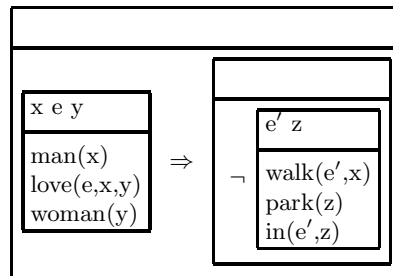 x e y
man(x)
love(e,x,y)
woman(y)
⇒
¬
e′ z
walk(e′,x)
park(z)
in(e′,z)